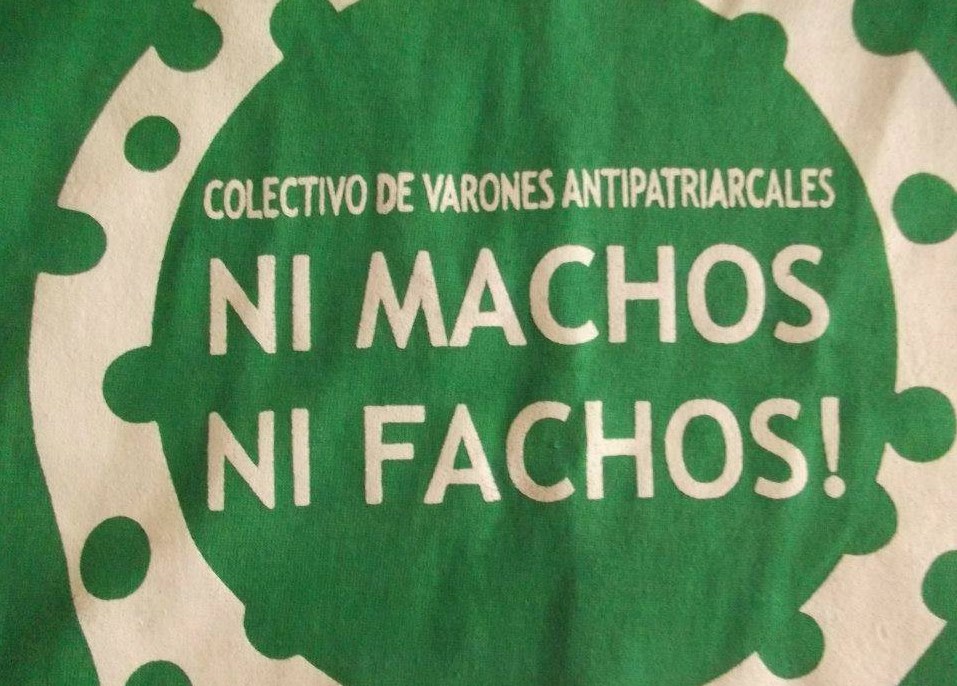 COLECTIVO DE VARONES ANTIPATRIARCALES
NI MACHOS
NI FACHOS!